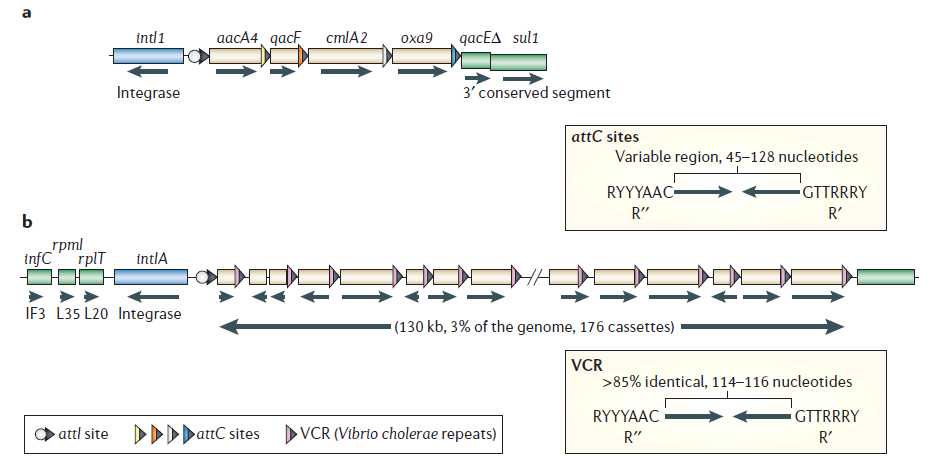 a
intI1 aacA4 qacF cmlA2 oxa9 qacEΔ sul1
Integrase 3′ conserved segment
attC sites
Variable region, 45–128 nucleotides
RYYYAAC GTTRRRY
R″ R′
b
infC rpmI rplT intIA
IF3 L35 L20 Integrase
(130 kb, 3% of the genome, 176 cassettes)
VCR
>85% identical, 114–116 nucleotides
RYYYAAC GTTRRRY
R″ R′
attI site attC sites VCR (Vibrio cholerae repeats)